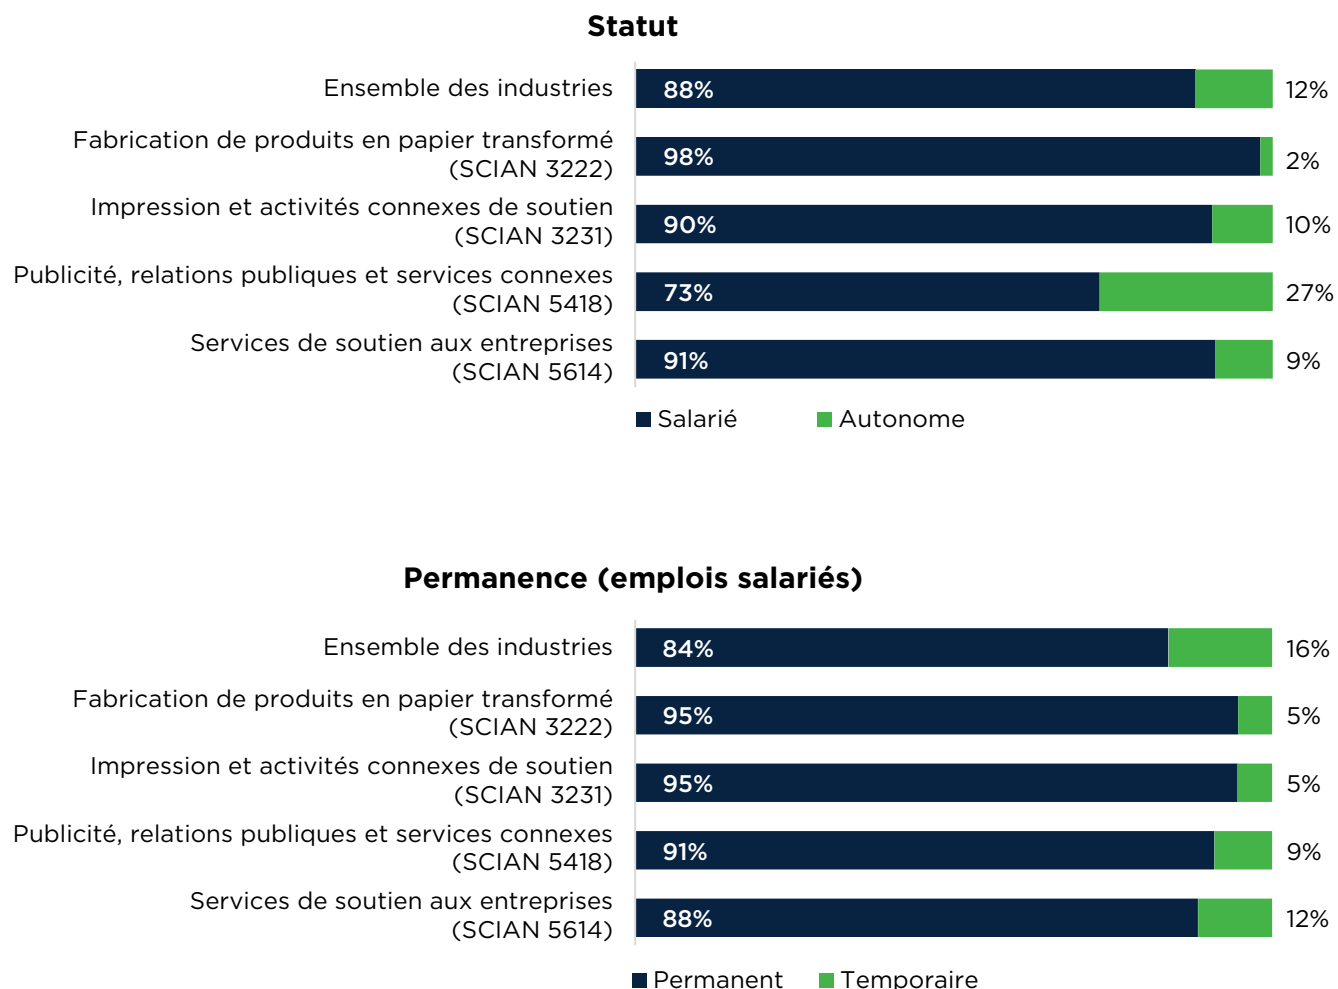 Statut
Ensemble des industries
88%
12%
Fabrication de produits en papier transformé
(SCIAN 3222)
98%
2%
Impression et activités connexes de soutien
(SCIAN 3231)
90%
10%
Publicité, relations publiques et services connexes
(SCIAN 5418)
73%
27%
Services de soutien aux entreprises
(SCIAN 5614)
91%
9%
Salarié
Autonome
Permanence (emplois salariés)
Ensemble des industries
84%
16%
Fabrication de produits en papier transformé
(SCIAN 3222)
95%
5%
Impression et activités connexes de soutien
(SCIAN 3231)
95%
5%
Publicité, relations publiques et services connexes
(SCIAN 5418)
91%
9%
Services de soutien aux entreprises
(SCIAN 5614)
88%
12%
Permanent
Temporaire